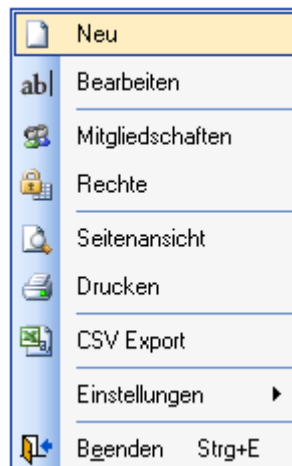 Neu
ab Bearbeiten
Mitgliedschaften
Rechte
Seitenansicht
Drucken
CSV Export
Einstellungen
Beenden Strg+E